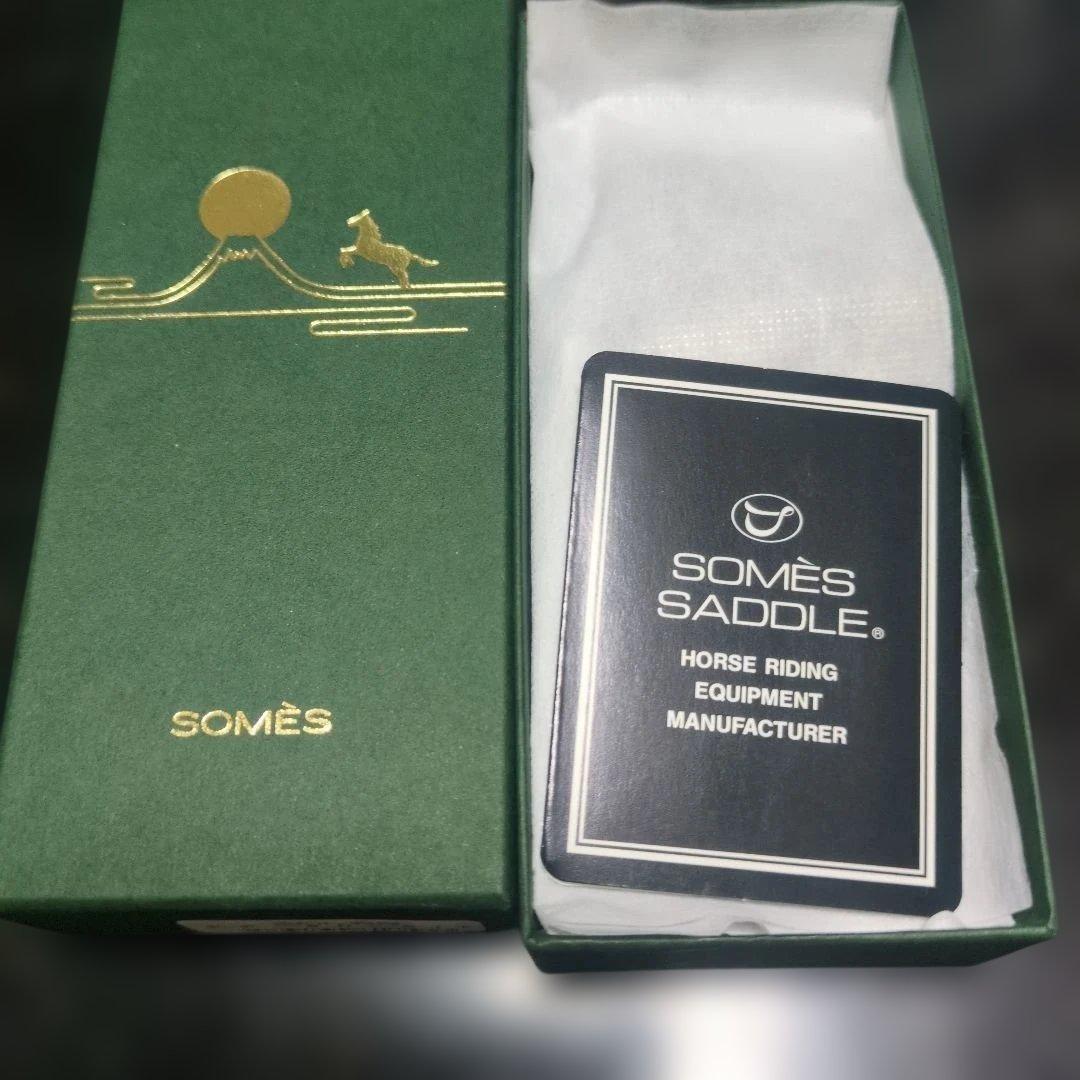 SOMÈS
SOMÈS
SADDLE®
HORSE RIDING
EQUIPMENT
MANUFACTURER